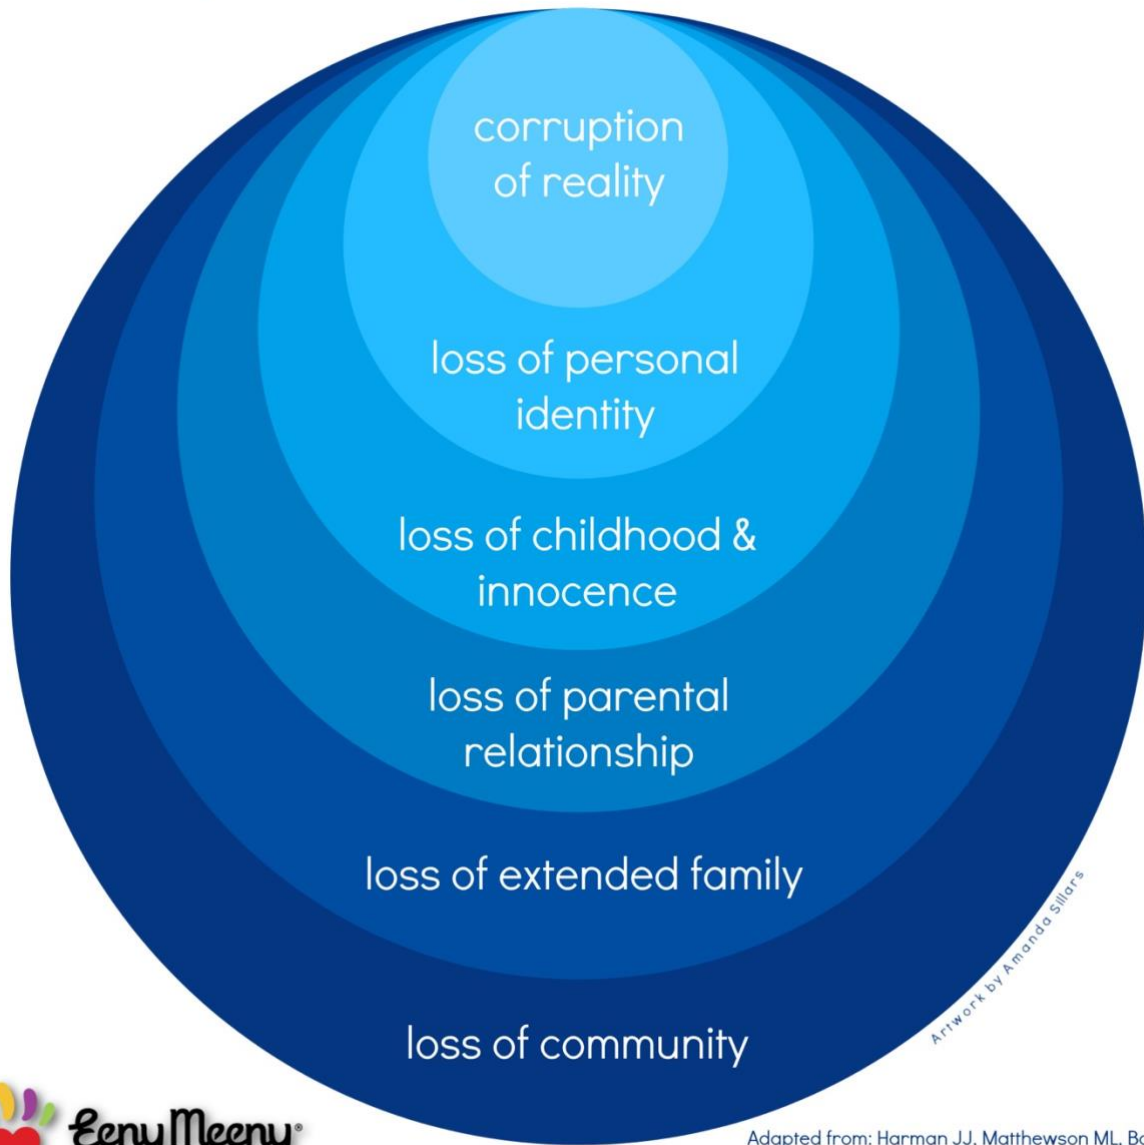 corruption
of reality
loss of personal
identity
loss of childhood &
innocence
loss of parental
relationship
loss of extended family
loss of community
Artwork by Amanda Sillars
Eeny Meeny®
Adapted from: Harman JJ, Matthewson ML,